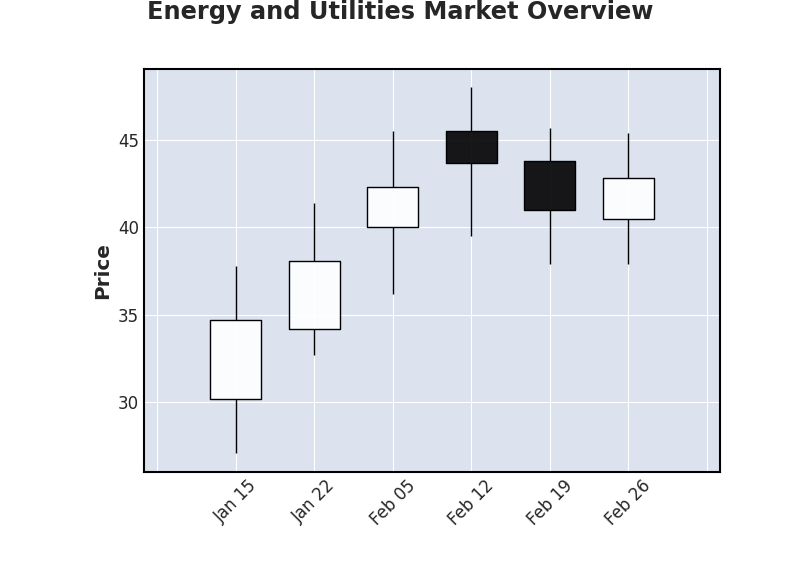 Energy and Utilities Market Overview
Price
45
40
35
30
Jan 15
Jan 22
Feb 05
Feb 12
Feb 19
Feb 26